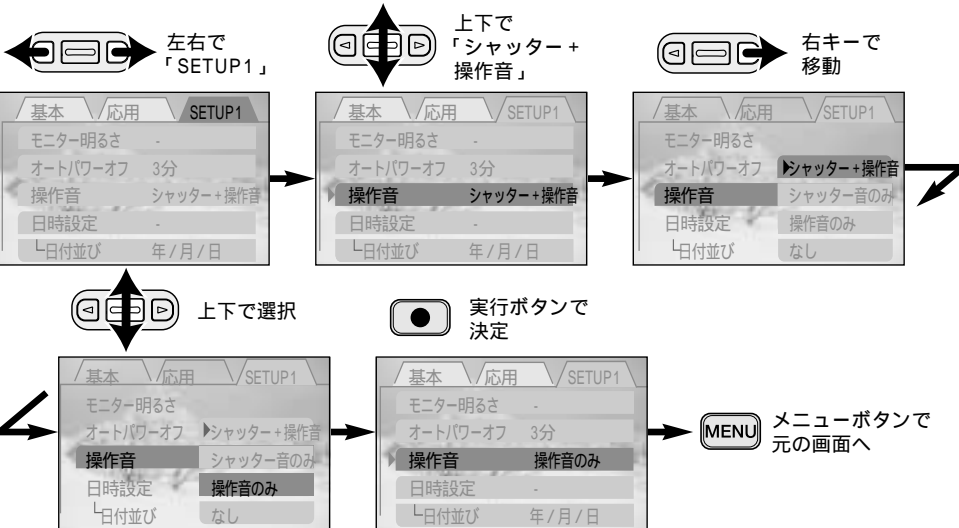 左右で
「SETUP1」
上下で
「シャッター+
操作音」
右キーで
移動
基本 応用 SETUP1
モニター明るさ -
オートパワーオフ 3分
操作音 シャッター+操作音
日時設定 -
└日付並び 年/月/日
基本 応用 SETUP1
モニター明るさ -
オートパワーオフ 3分
操作音 シャッター+操作音
日時設定 -
└日付並び 年/月/日
基本 応用 SETUP1
モニター明るさ
オートパワーオフ シャッター+操作音
操作音 シャッター音のみ
日時設定 操作音のみ
└日付並び なし
上下で選択
実行ボタンで
決定
基本 応用 SETUP1
モニター明るさ
オートパワーオフ シャッター+操作音
操作音 シャッター音のみ
日時設定 操作音のみ
└日付並び なし
基本 応用 SETUP1
モニター明るさ -
オートパワーオフ 3分
操作音 操作音のみ
日時設定 -
└日付並び 年/月/日
MENU
メニューボタンで
元の画面へ